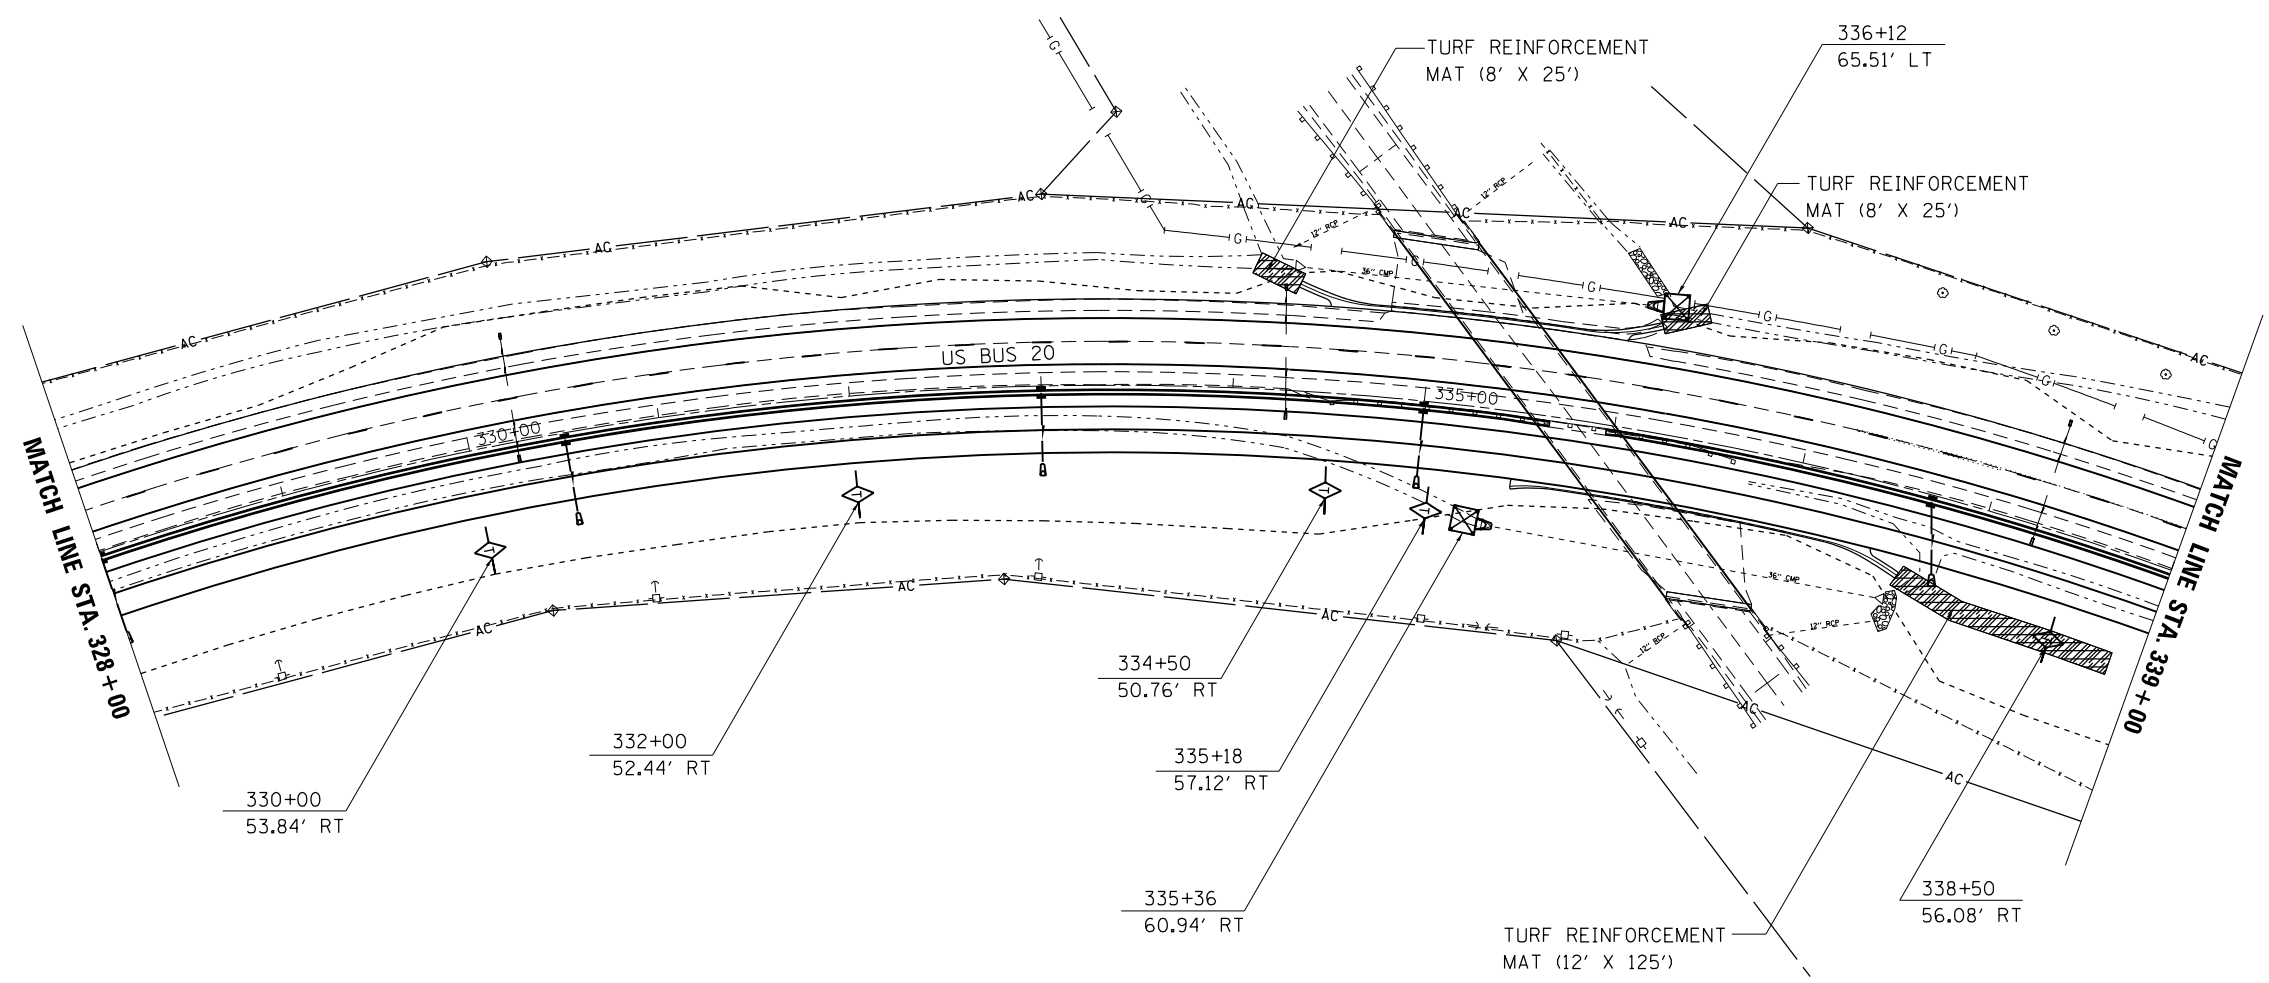 TURF REINFORCEMENT
MAT (8' X 25')
336+12
65.51' LT
TURF REINFORCEMENT
MAT (8' X 25')
G
12" RCP
AC
AC
AC
AC
AC
G
12" RCP
AC
G
36" CMP
G
G
G
AC
AC
G
G
US BUS 20
335+00
330+00
MATCH LINE STA. 328+00
MATCH LINE STA. 339+00
T
T
T
T
36" CMP
12" RCP
12" RCP
AC
AC
AC
AC
AC
334+50
50.76' RT
332+00
52.44' RT
335+18
57.12' RT
330+00
53.84' RT
335+36
60.94' RT
338+50
56.08' RT
TURF REINFORCEMENT
MAT (12' X 125')